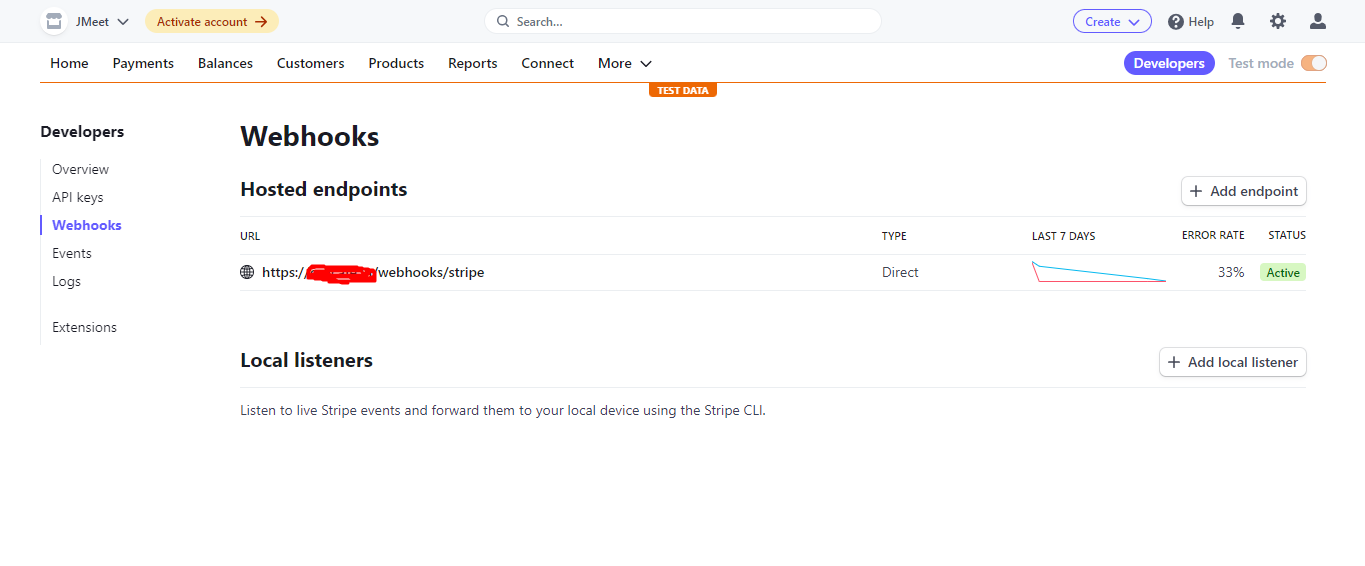 JMeet Activate account → Search... Create Help
Home Payments Balances Customers Products Reports Connect More Developers Test mode
TEST DATA
Developers
Overview
API keys
Webhooks
Events
Logs
Extensions
Webhooks
Hosted endpoints + Add endpoint
URL TYPE LAST 7 DAYS ERROR RATE STATUS
https:/ /webhooks/stripe Direct 33% Active
Local listeners + Add local listener
Listen to live Stripe events and forward them to your local device using the Stripe CLI.